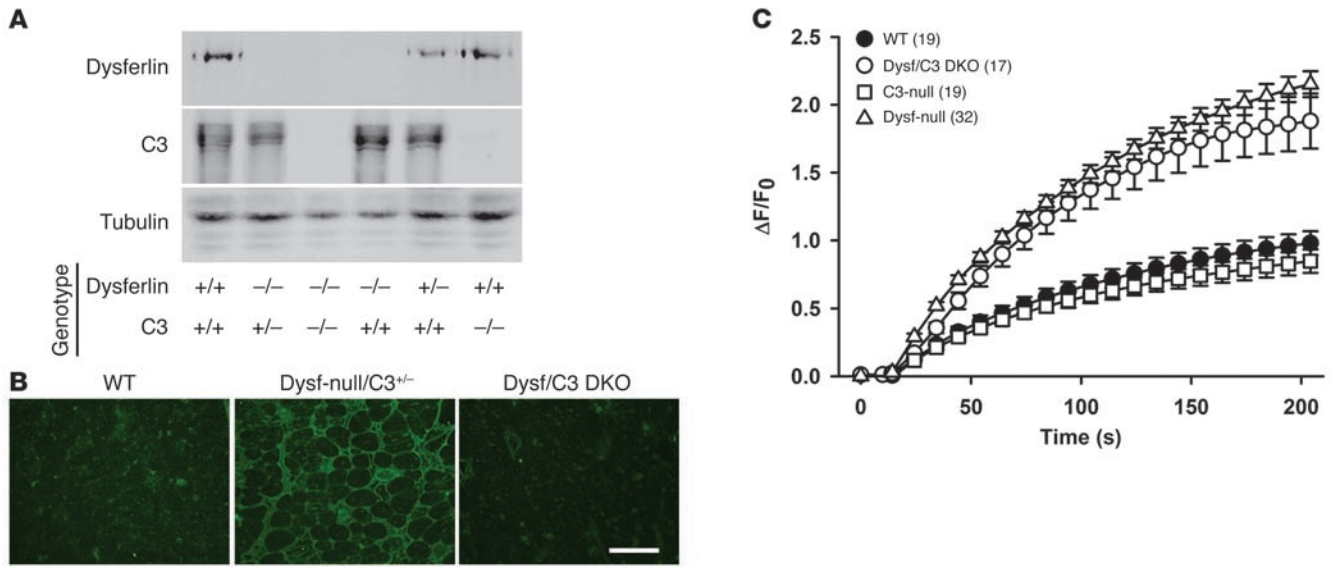 A
Dysferlin
C3
Tubulin
Genotype
Dysferlin +/+ –/– –/– –/– +/– +/+
C3 +/+ +/– –/– +/+ +/+ –/–
B
WT Dysf-null/C3+/– Dysf/C3 DKO
C
WT (19)
Dysf/C3 DKO (17)
C3-null (19)
Dysf-null (32)
2.5
2.0
1.5
1.0
0.5
0.0
ΔF/F0
0 50 100 150 200
Time (s)